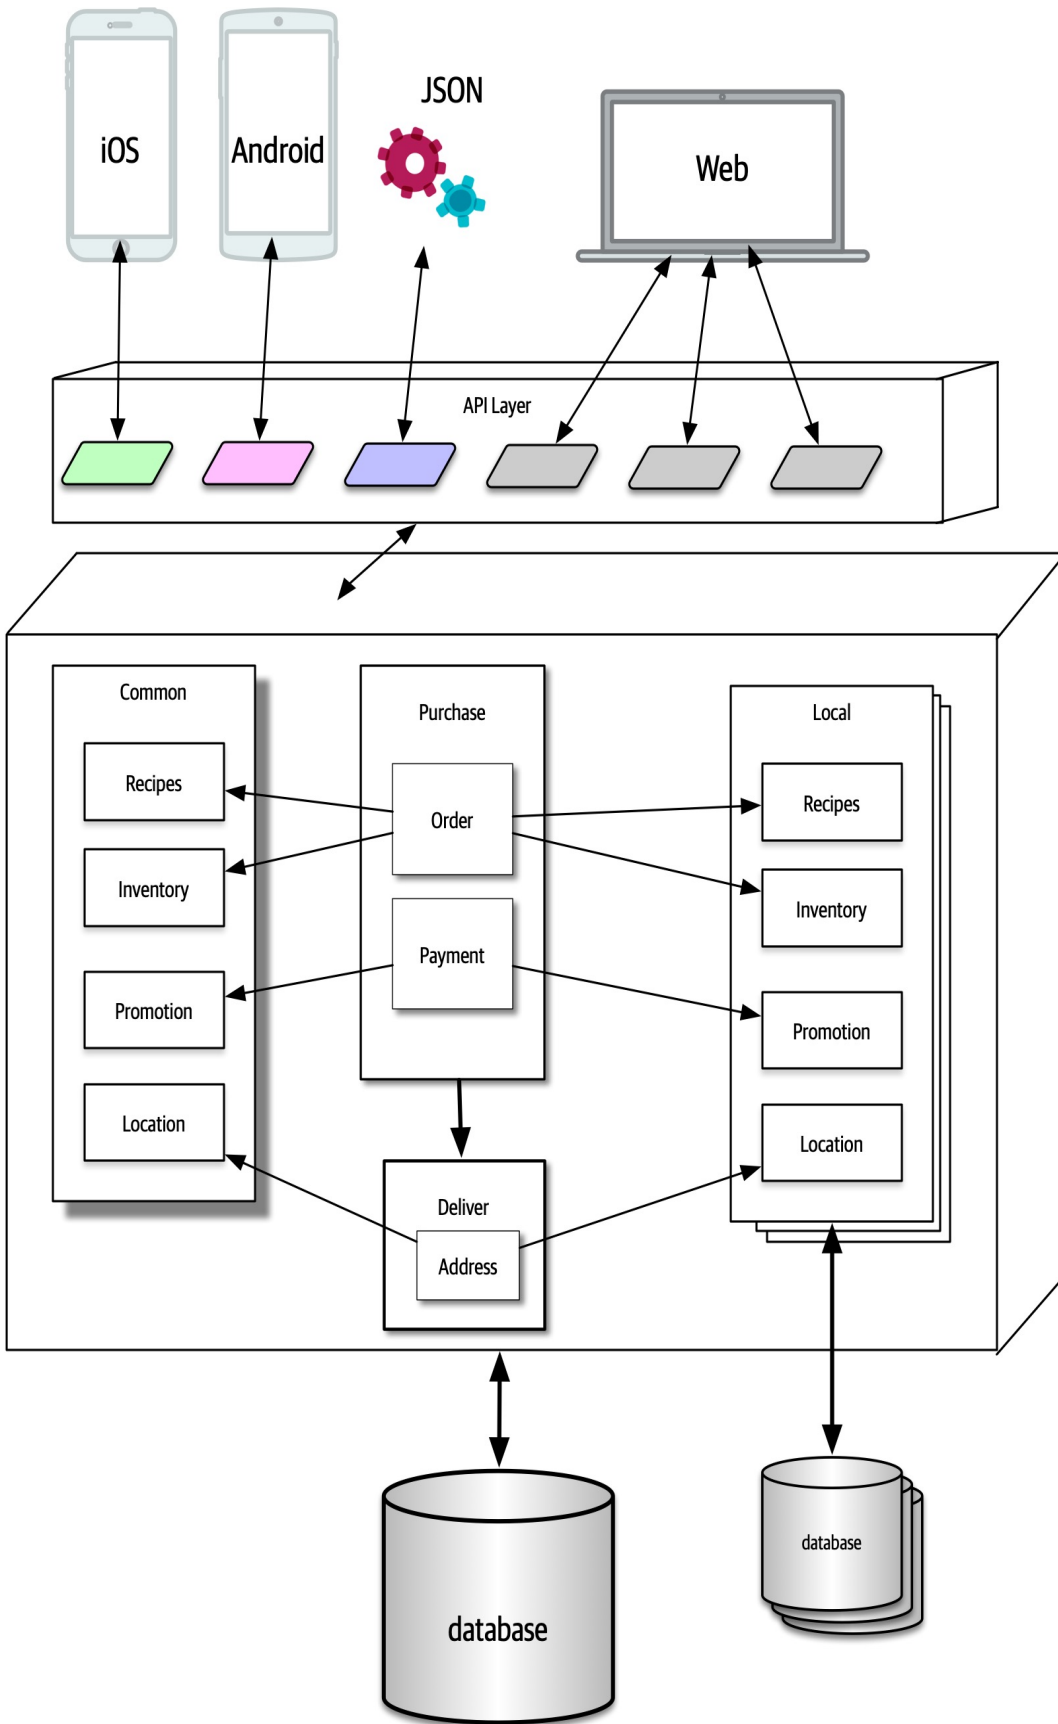 JSON
iOS
Android
Web
API Layer
Common
Recipes
Inventory
Promotion
Location
Purchase
Order
Payment
Deliver
Address
Local
Recipes
Inventory
Promotion
Location
database
database